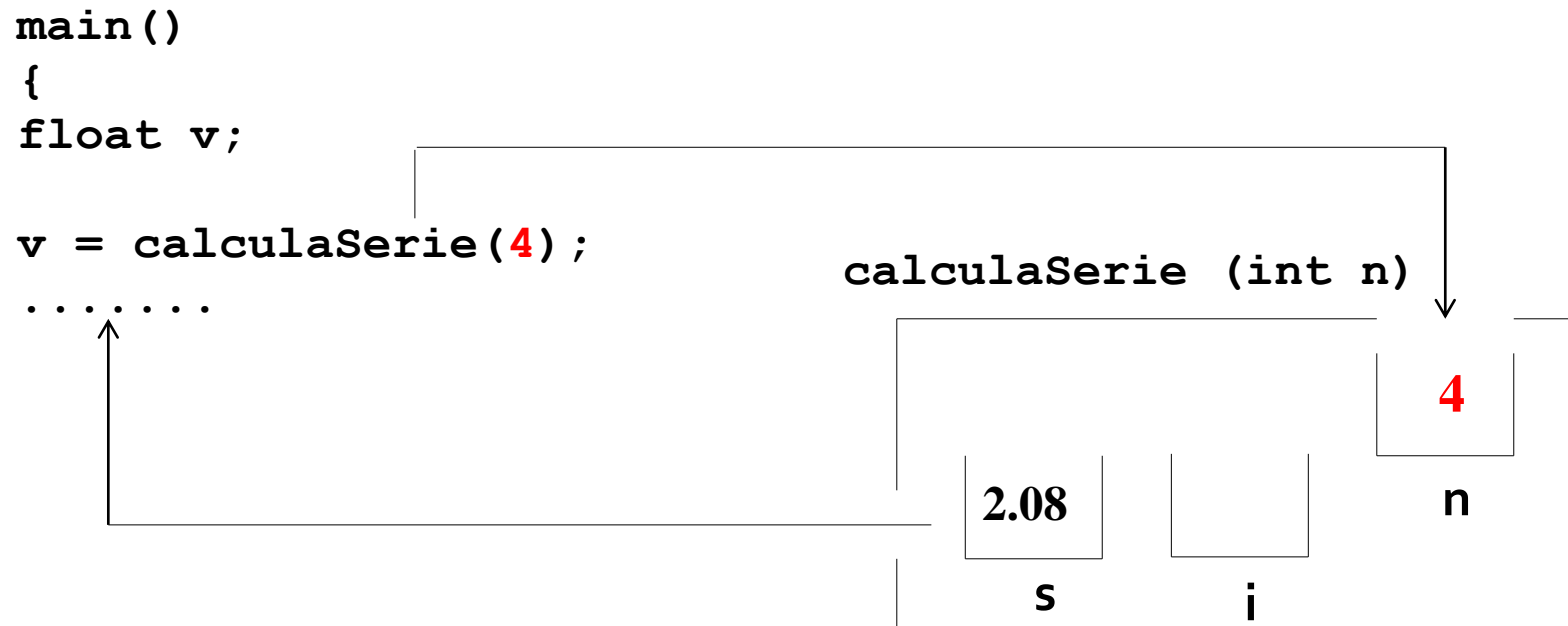 main()
{
float v;
v = calculaSerie(4);
.......
calculaSerie (int n)
4
n
2.08
s
i